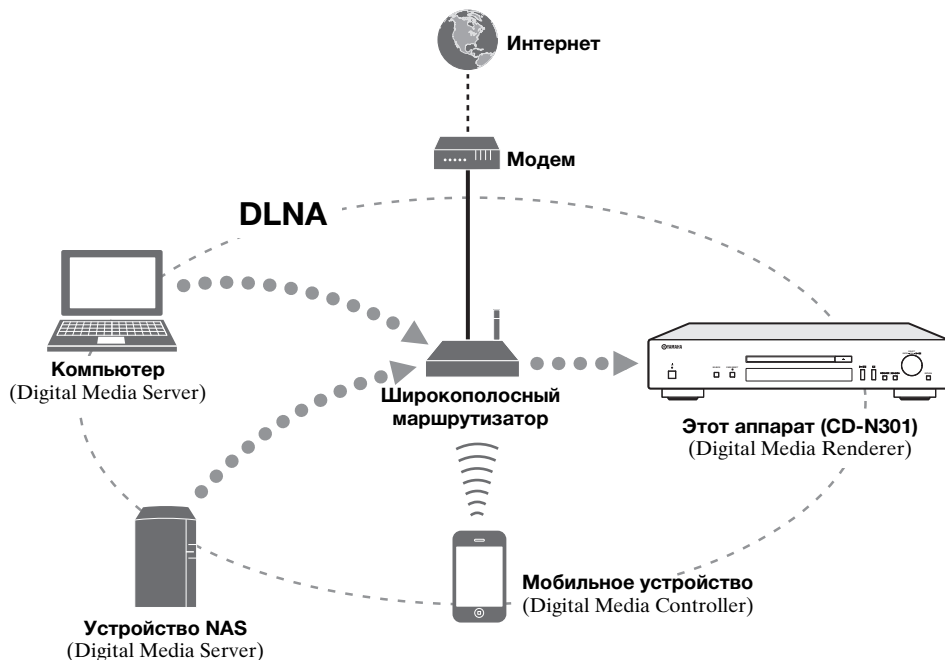 Интернет
Модем
DLNA
YAMAHA
Компьютер
(Digital Media Server)
Широкополосный
маршрутизатор
Этот аппарат (CD-N301)
(Digital Media Renderer)
Мобильное устройство
(Digital Media Controller)
Устройство NAS
(Digital Media Server)